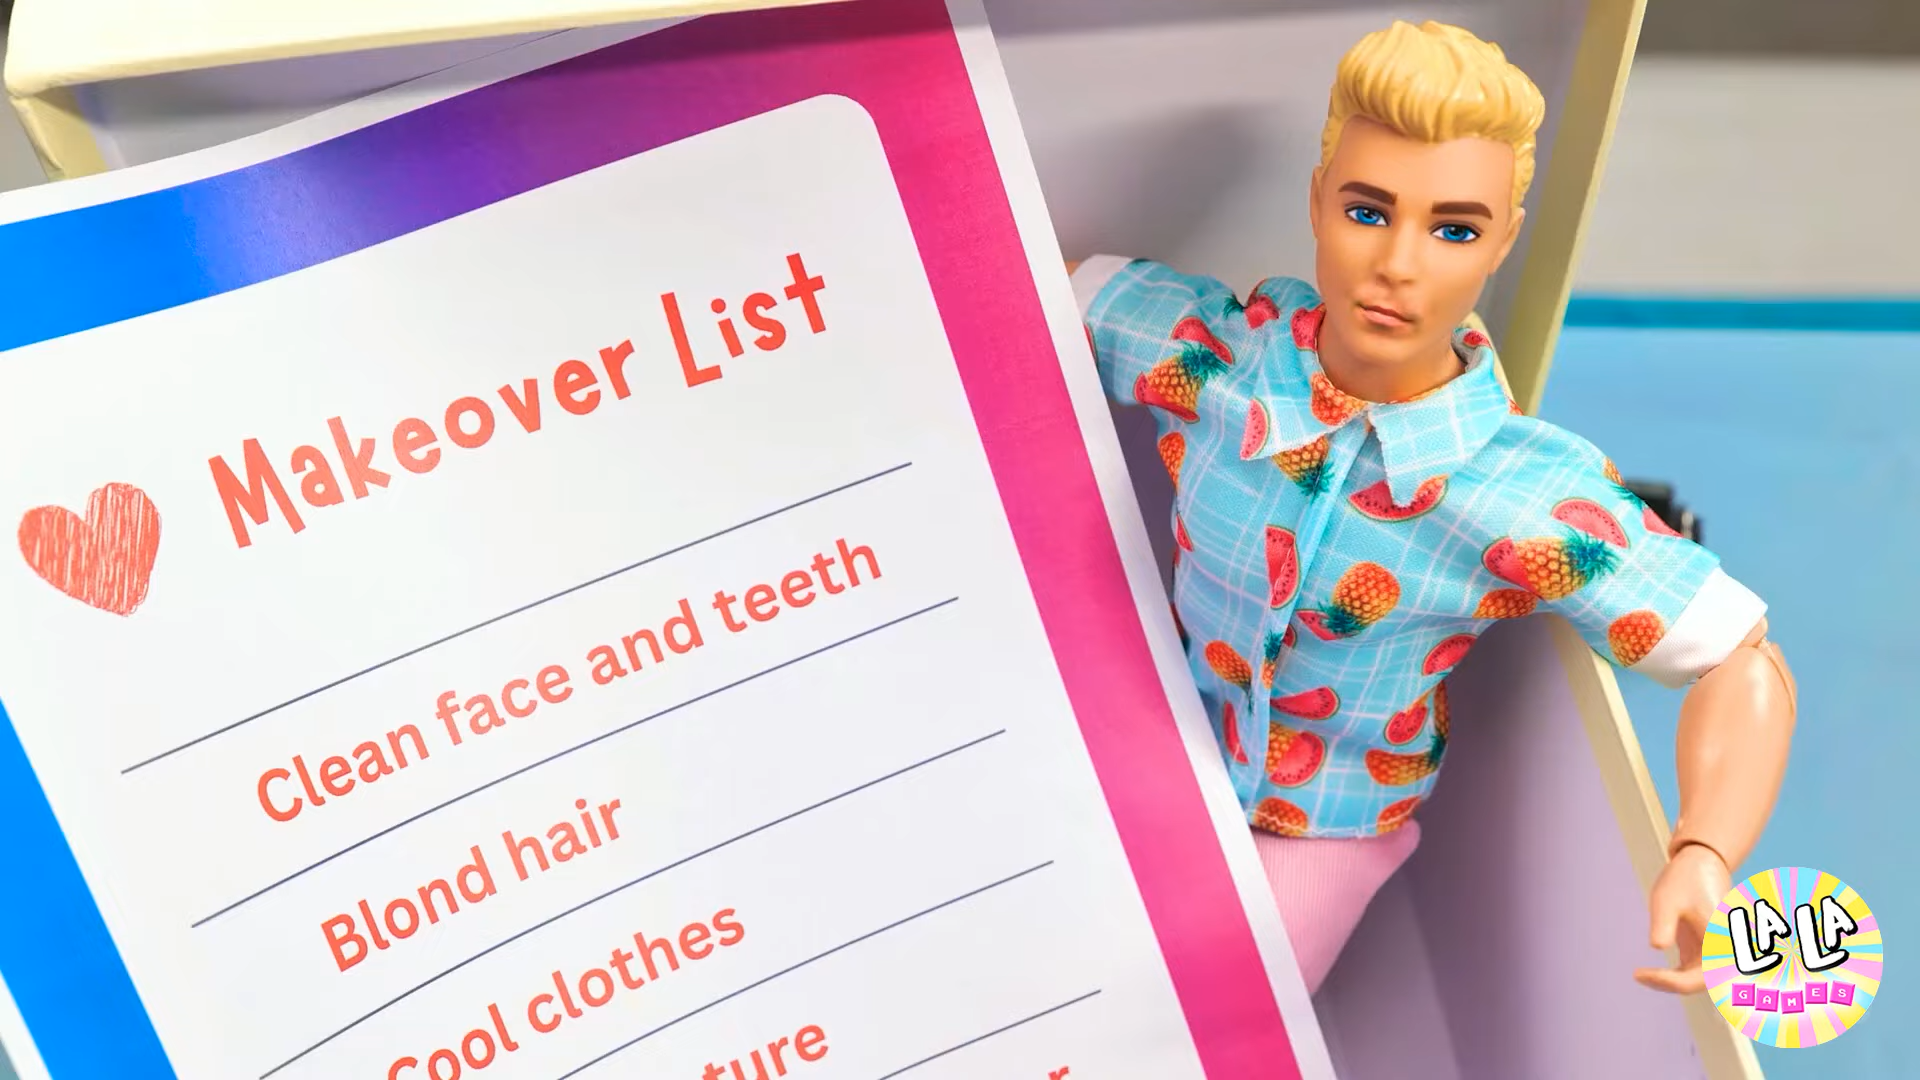 Makeover List
Clean face and teeth
Blond hair
Cool clothes
LA LA
GAMES